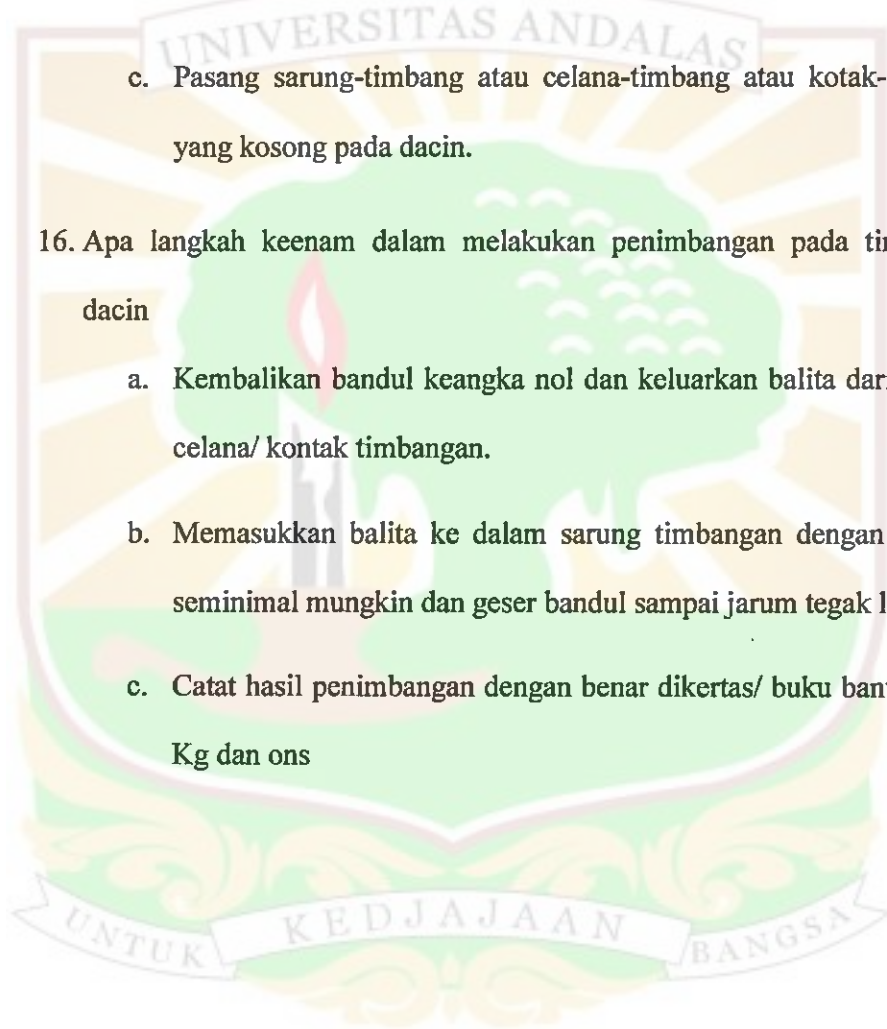 UNIVERSITAS ANDALAS
c. Pasang sarung-timbang atau celana-timbang atau kotak-
yang kosong pada dacin.
16. Apa langkah keenam dalam melakukan penimbangan pada
dacin
a. Kembalikan bandul keangka nol dan keluarkan balita
celana/ kontak timbangan.
b. Memasukkan balita ke dalam sarung timbangan dengan
seminimal mungkin dan geser bandul sampai jarum tegak
c. Catat hasil penimbangan dengan benar dikertas/ buku
Kg dan ons
UNTUK KEDJAJAAN BANGSA